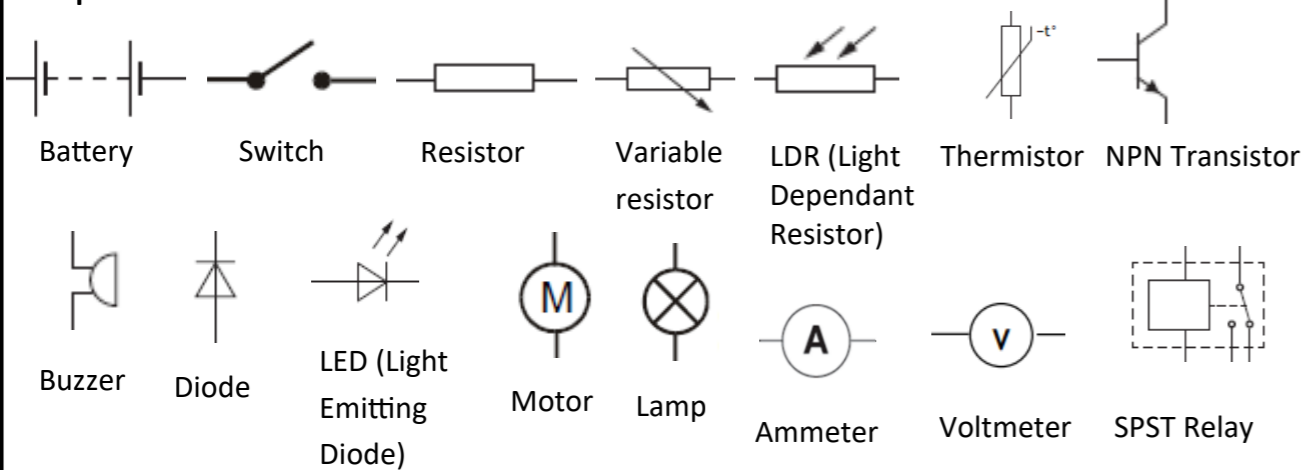 Battery
Switch
Resistor
Variable
resistor
LDR (Light
Dependant
Resistor)
-t°
Thermistor
NPN Transistor
Buzzer
Diode
LED (Light
Emitting
Diode)
M
Motor
Lamp
A
Ammeter
V
Voltmeter
SPST Relay